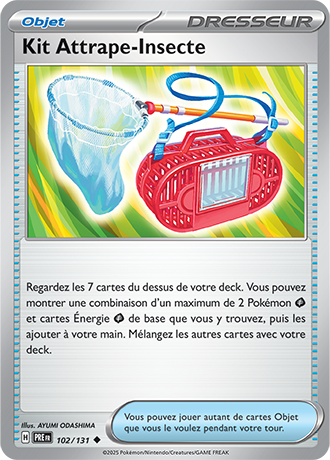 Objet
DRESSEUR
Kit Attrape-Insecte
Regardez les 7 cartes du dessus de votre deck. Vous pouvez
montrer une combinaison d'un maximum de 2 Pokémon
et cartes Énergie de base que vous y trouvez, puis les
ajouter à votre main. Mélangez les autres cartes avec votre
deck.
Illus. AYUMI ODASHIMA
H PRE FR 102/131
Vous pouvez jouer autant de cartes Objet
que vous le voulez pendant votre tour.
©2025 Pokémon/Nintendo/Creatures/GAME FREAK